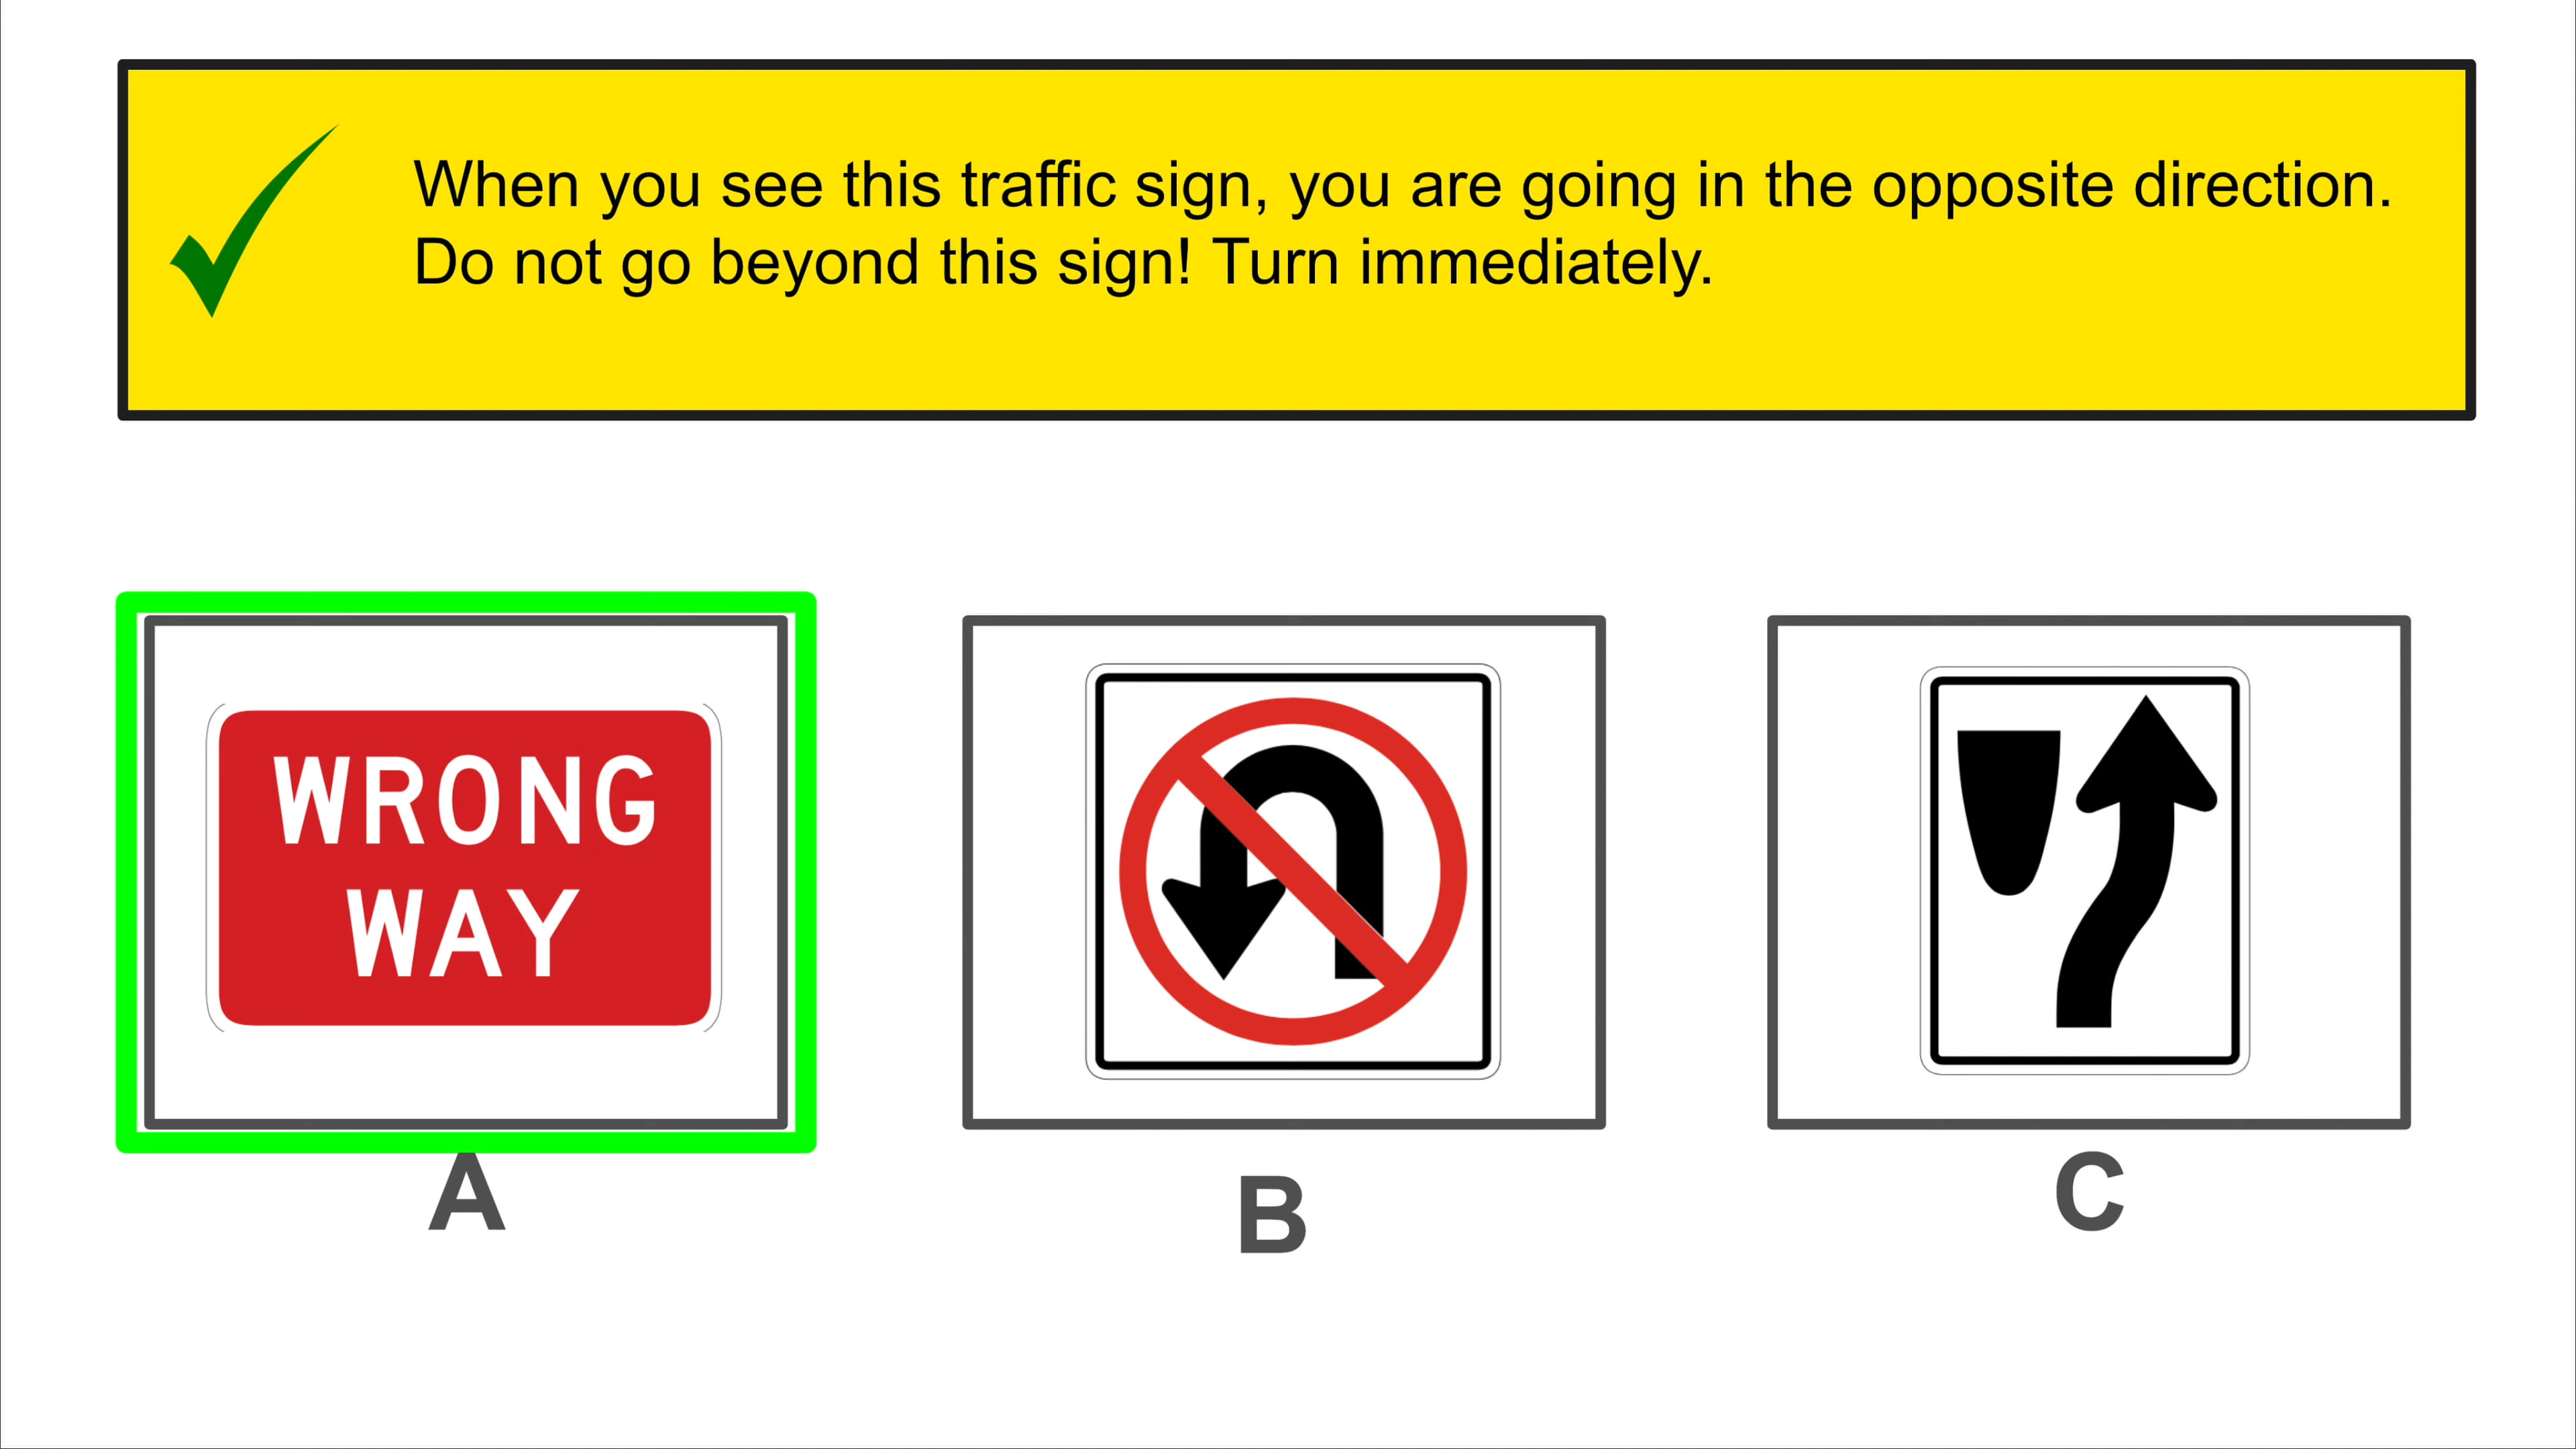 When you see this traffic sign, you are going in the opposite direction.
Do not go beyond this sign! Turn immediately.
WRONG
WAY
A
B
C